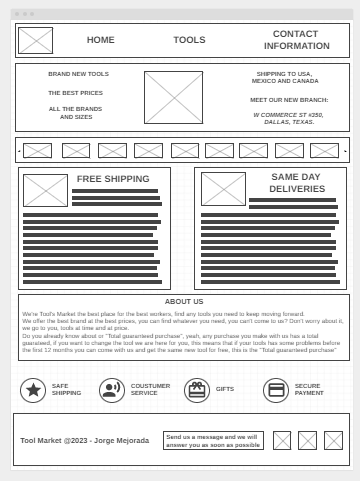 HOME
TOOLS
CONTACT
INFORMATION
BRAND NEW TOOLS
THE BEST PRICES
ALL THE BRANDS
AND SIZES
SHIPPING TO USA,
MEXICO AND CANADA
MEET OUR NEW BRANCH:
W COMMERCE ST #350,
DALLAS, TEXAS.
FREE SHIPPING
SAME DAY
DELIVERIES
ABOUT US
We're Tool's Market the best place for the best workers, find any tools you need to keep moving forward.
We offer the best brand at the best prices, you can find whatever you need, you can't come to us? Don't worry about it,
we go to you, tools at time and at price.
Do you already know about or "Total guaranteed purchase", yeah, any purchase you make with us has a total
guaranteed, if you want to change the tool we are here for you, this means that if your tools has some problems before
the first 12 months you can come with us and get the same new tool for free, this is the "Total guaranteed purchase"
SAFE
SHIPPING
COUSTUMER
SERVICE
GIFTS
SECURE
PAYMENT
Tool Market @2023 - Jorge Mejorada
Send us a message and we will
answer you as soon as possible